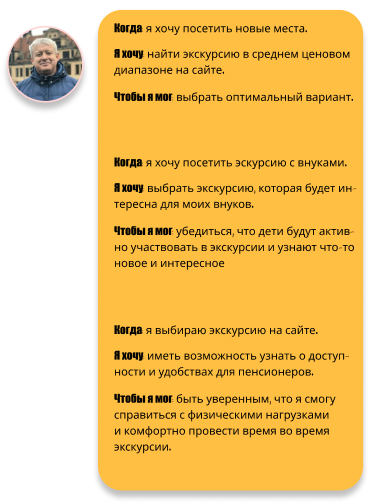 Когда я хочу посетить новые места.
Я хочу найти экскурсию в среднем ценовом
диапазоне на сайте.
Чтобы я мог выбрать оптимальный вариант.
Когда я хочу посетить эскурсию с внуками.
Я хочу выбрать экскурсию, которая будет ин-
тересна для моих внуков.
Чтобы я мог убедиться, что дети будут актив-
но участвовать в экскурсии и узнают что-то
новое и интересное
Когда я выбираю экскурсию на сайте.
Я хочу иметь возможность узнать о доступ-
ности и удобствах для пенсионеров.
Чтобы я мог быть уверенным, что я смогу
справиться с физическими нагрузками
и комфортно провести время во время
экскурсии.